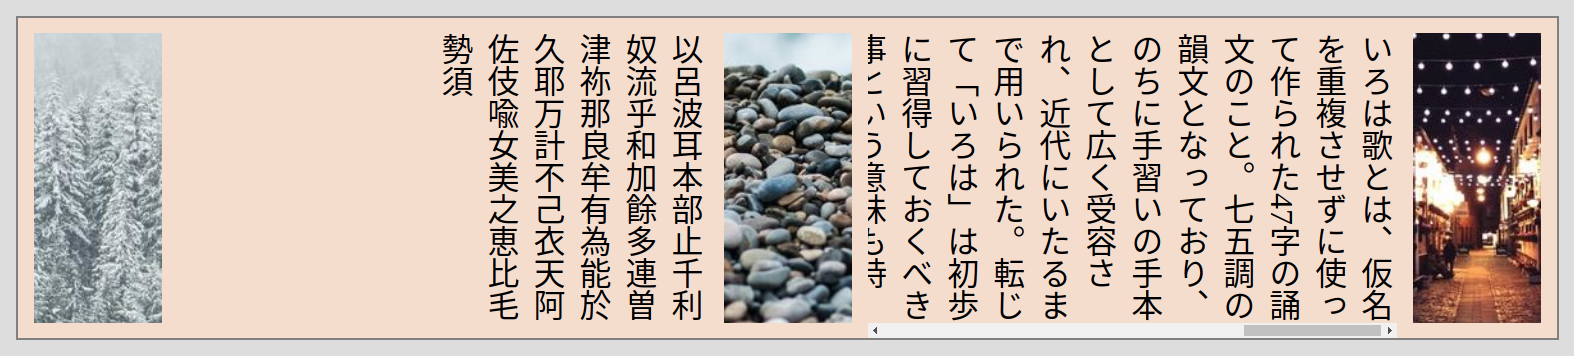 いろは歌とは、仮名
を重複させずに使っ
て作られた47字の誦
文のこと。七五調の
韻文となっており、
のちに手習いの手本
として広く受容さ
れ、近代にいたるま
で用いられた。転じ
て「いろは」は初歩
に習得しておくべき
事という意味も
以呂波耳本部止千利
奴流乎和加餘多連曽
津祢那良牟有為能於
久耶万計不己衣天阿
佐伎喩女美之恵比毛
勢須